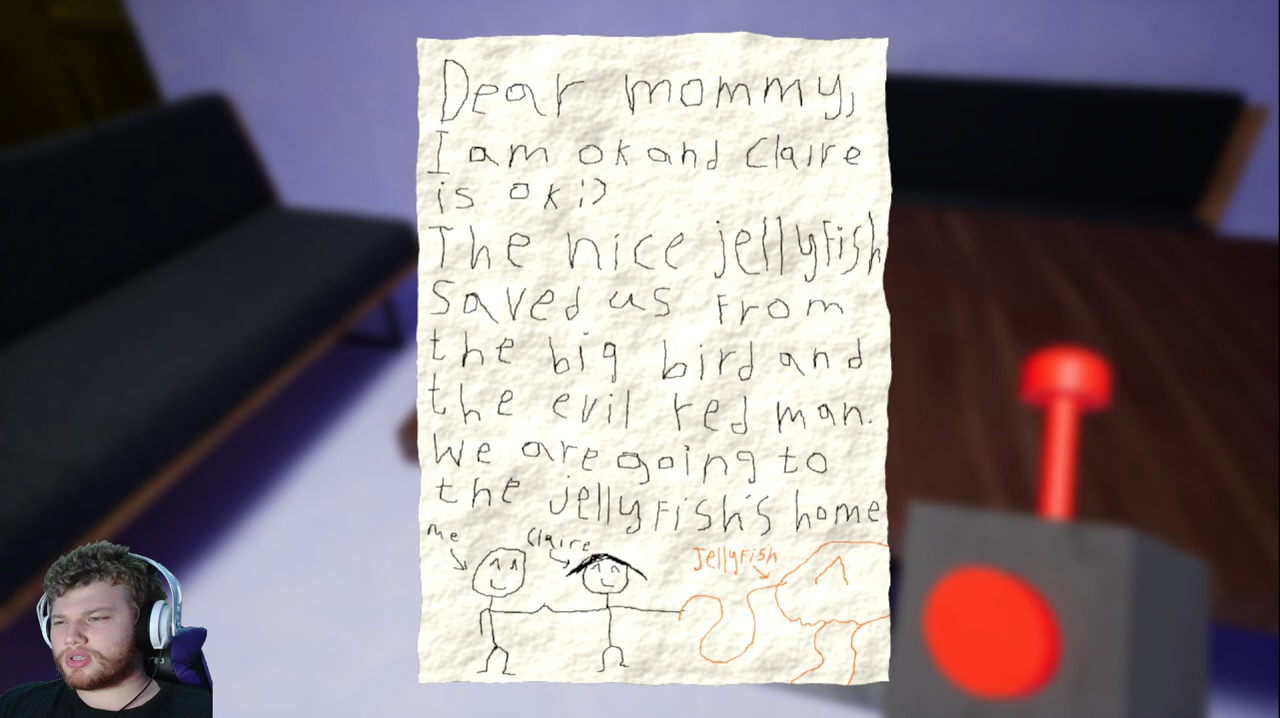 Dear mommy,
I am ok and Claire
is ok :)
The nice jellyfish
saved us from
the big bird and
the evil red man.
We are going to
the jellyfish's home
me
Claire
Jellyfish